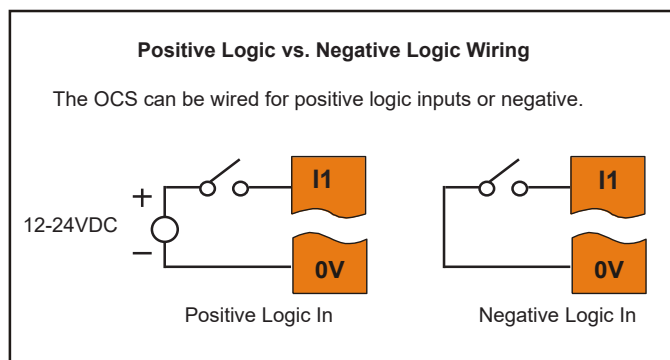 Positive Logic vs. Negative Logic Wiring
The OCS can be wired for positive logic inputs or negative.
I1
+
12-24VDC
–
0V
Positive Logic In
I1
0V
Negative Logic In